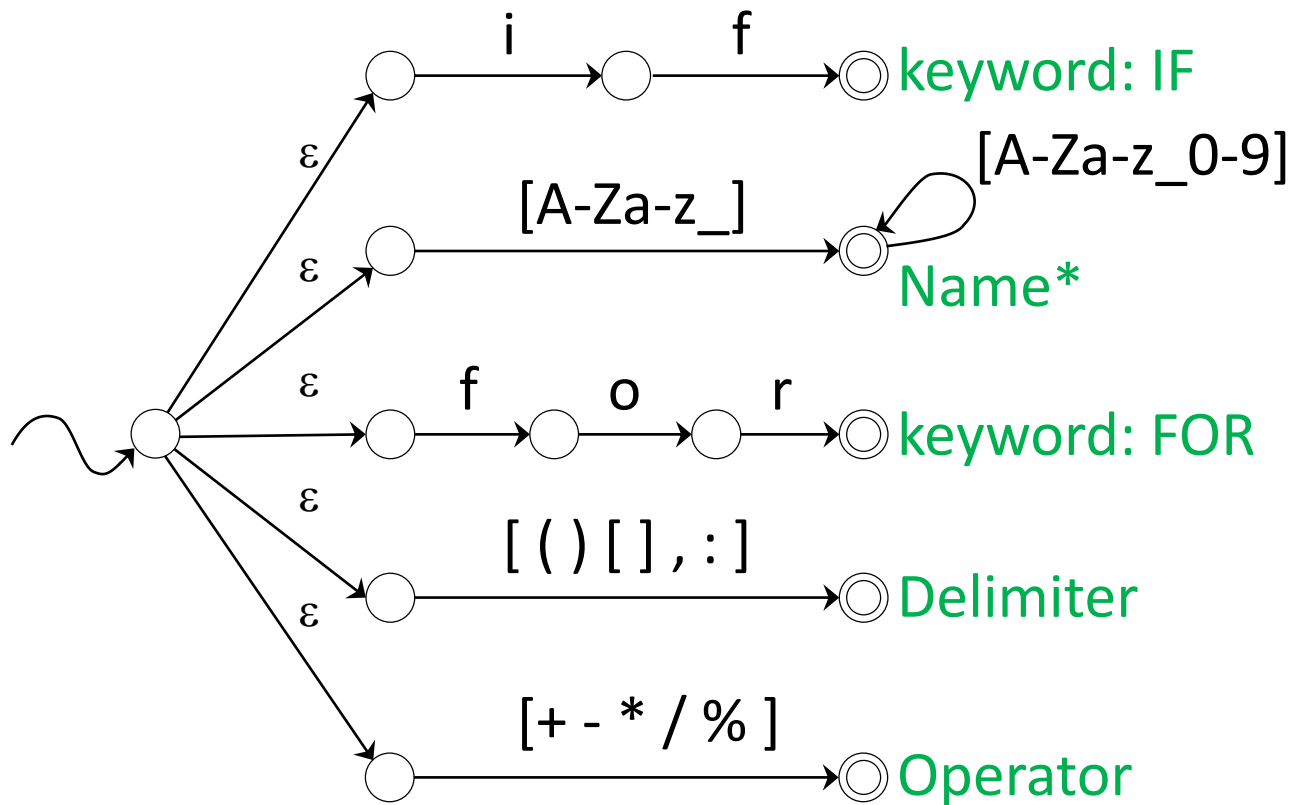 i f keyword: IF
ε [A-Za-z_0-9]
[A-Za-z_]
ε Name*
ε f o r keyword: FOR
ε [ ( ) [ ] , : ] Delimiter
ε [+ - * / % ] Operator